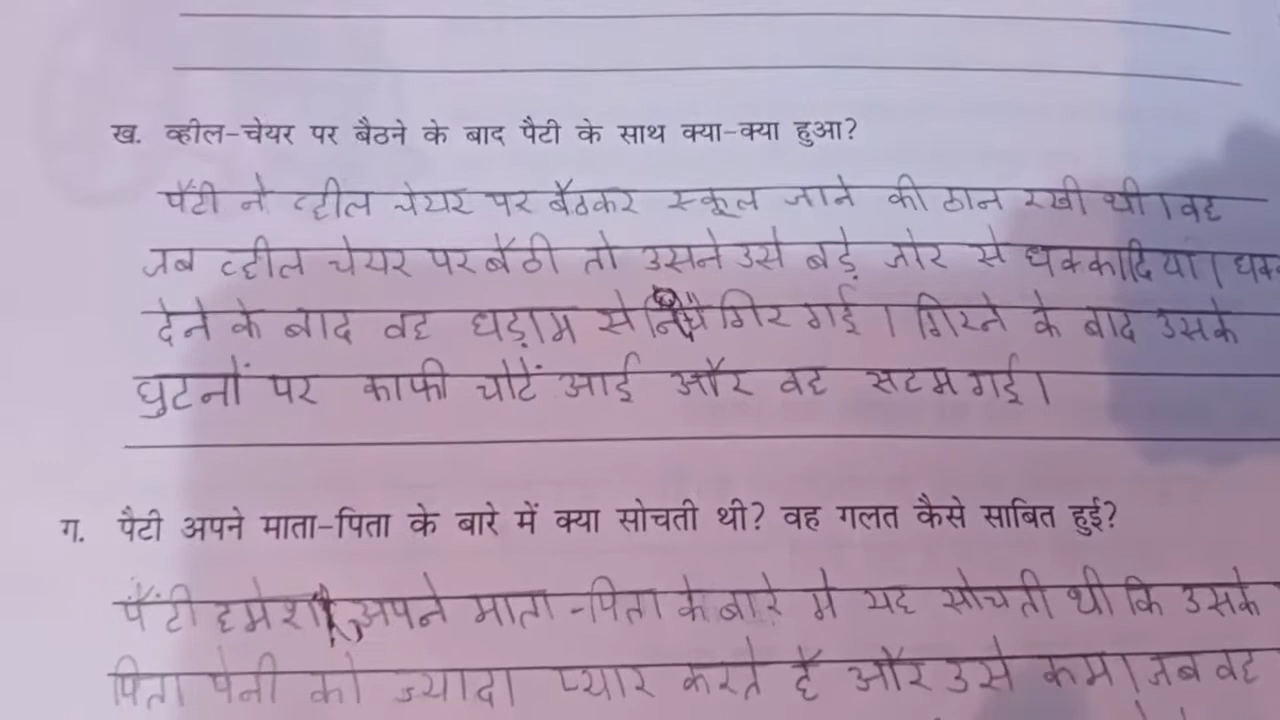 ख. व्हील-चेयर पर बैठने के बाद पैटी के साथ क्या-क्या हुआ?
पैंटी ने व्हील चेयर पर बैठकर स्कूल जाने की ठान रखी थी। वह
जब व्हील चेयर पर बैठी तो उसने उसे बड़े जोर से धक्का दिया।
देने के बाद वह धड़ाम से गिर गई । गिरने के बाद उसके
घुटनों पर काफी चोटें आई और वह सटम गई।
ग. पैटी अपने माता-पिता के बारे में क्या सोचती थी? वह गलत कैसे साबित हुई?
पैंटी हमेशा अपने माता-पिता के बारे मे यह सोचती थी कि उसके
पिता पेनी को ज्यादा प्यार करते है और उसे कम। जब वह